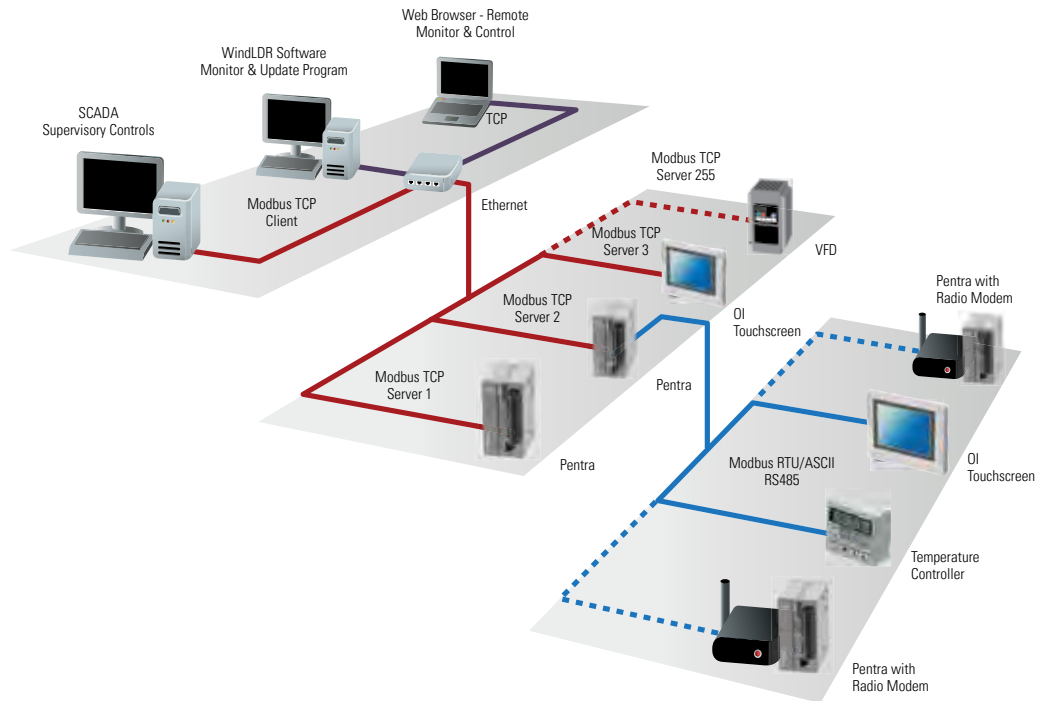 Web Browser - Remote
Monitor & Control
WindLDR Software
Monitor & Update Program
SCADA
Supervisory Controls
TCP
Modbus TCP
Client
Ethernet
Modbus TCP
Server 255
VFD
Modbus TCP
Server 3
OI
Touchscreen
Modbus TCP
Server 2
Pentra
Modbus TCP
Server 1
Pentra
Pentra with
Radio Modem
OI
Touchscreen
Modbus RTU/ASCII
RS485
Temperature
Controller
Pentra with
Radio Modem